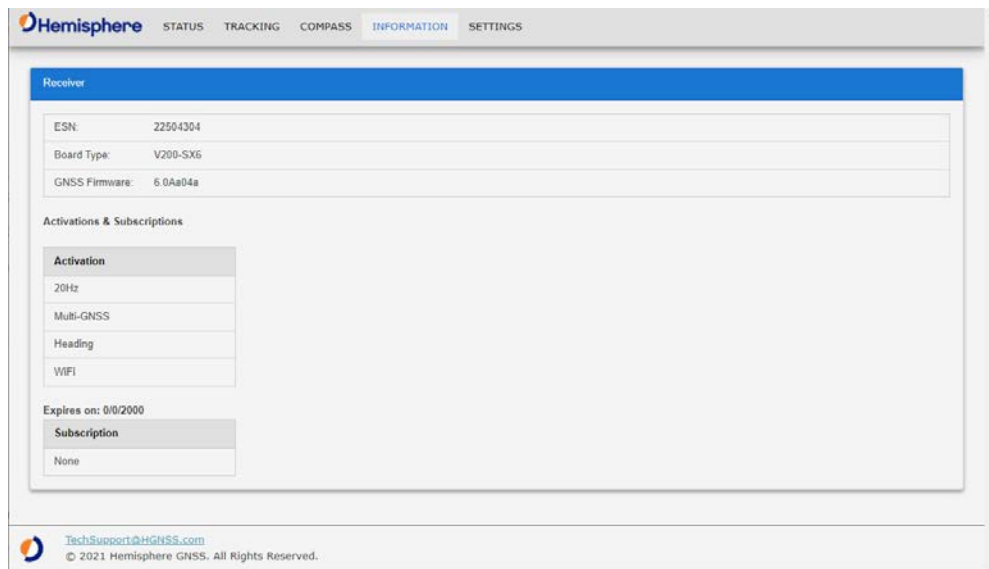 Hemisphere STATUS TRACKING COMPASS INFORMATION SETTINGS
Receiver
ESN: 22504304
Board Type: V200-SX6
GNSS Firmware: 6.0Aa04a
Activations & Subscriptions
Activation
20Hz
Multi-GNSS
Heading
WiFi
Expires on: 0/0/2000
Subscription
None
TechSupport@HGNSS.com
© 2021 Hemisphere GNSS. All Rights Reserved.